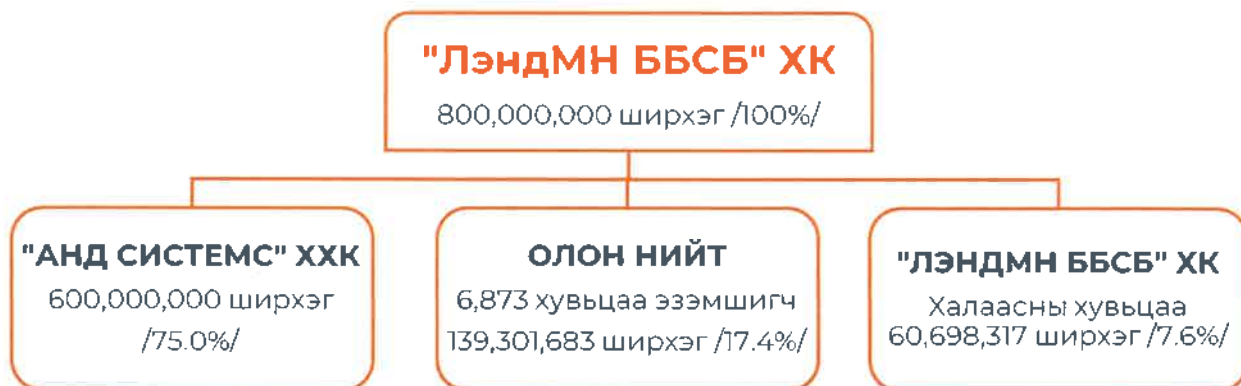 "ЛэндМН ББСБ" ХК
800,000,000 ширхэг /100%/
"АНД СИСТЕМС" ХХК
600,000,000 ширхэг
/75.0%/
ОЛОН НИЙТ
6,873 хувьцаа эзэмшигч
139,301,683 ширхэг /17.4%/
"ЛЭНДМН ББСБ" ХК
Халаасны хувьцаа
60,698,317 ширхэг /7.6%/